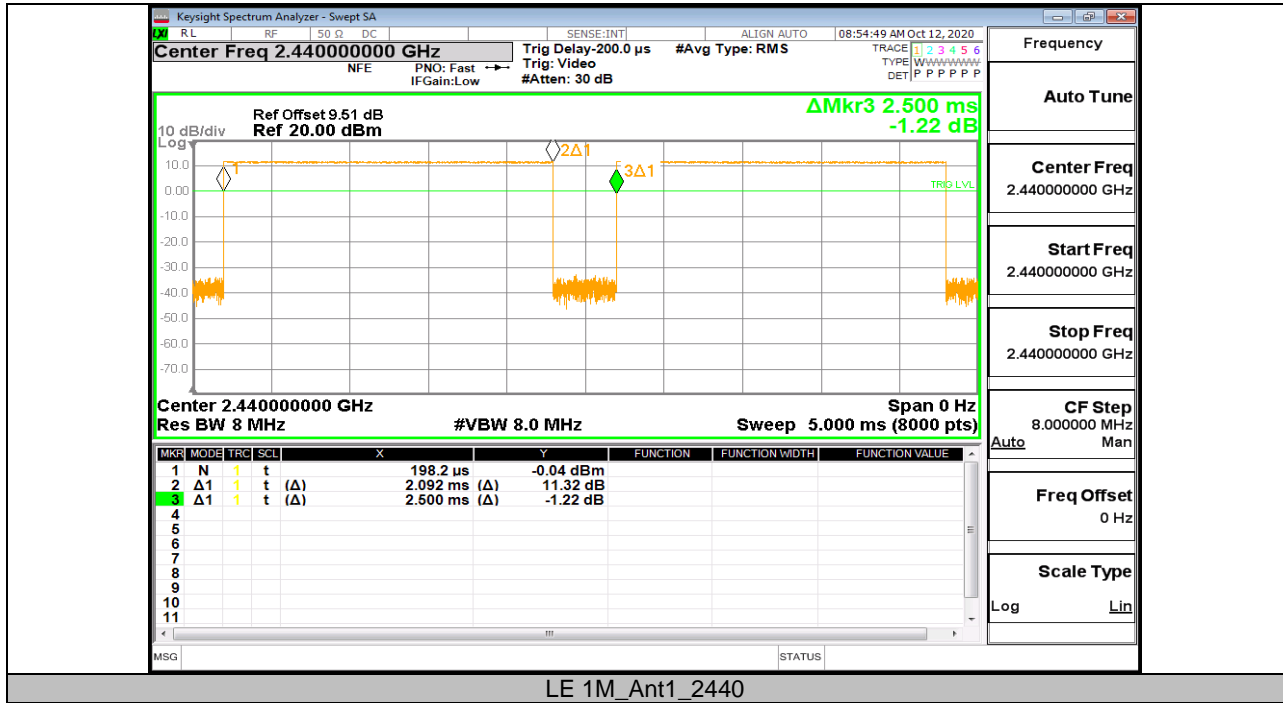 Keysight Spectrum Analyzer - Swept SA
LXI RL RF 50 Ω DC SENSE:INT ALIGN AUTO 08:54:49 AM Oct 12, 2020
Center Freq 2.440000000 GHz
NFE
PNO: Fast
IFGain:Low
Trig Delay-200.0 µs
Trig: Video
#Atten: 30 dB
#Avg Type: RMS
TRACE 1 2 3 4 5 6
TYPE WWWWWW
DET P P P P P P
Frequency
Auto Tune
Center Freq
2.440000000 GHz
Start Freq
2.440000000 GHz
Stop Freq
2.440000000 GHz
CF Step
8.000000 MHz
Auto Man
Freq Offset
0 Hz
Scale Type
Log Lin
ΔMkr3 2.500 ms
-1.22 dB
Ref Offset 9.51 dB
10 dB/div Ref 20.00 dBm
Log
10.0
0.00
-10.0
-20.0
-30.0
-40.0
-50.0
-60.0
-70.0
1
2Δ1
3Δ1
TRIG LVL
Center 2.440000000 GHz Span 0 Hz
Res BW 8 MHz #VBW 8.0 MHz Sweep 5.000 ms (8000 pts)
MKR MODE TRC SCL X Y FUNCTION FUNCTION WIDTH FUNCTION VALUE
1 N 1 t 198.2 µs -0.04 dBm
2 Δ1 1 t (Δ) 2.092 ms (Δ) 11.32 dB
3 Δ1 1 t (Δ) 2.500 ms (Δ) -1.22 dB
4
5
6
7
8
9
10
11
MSG STATUS
LE 1M_Ant1_2440